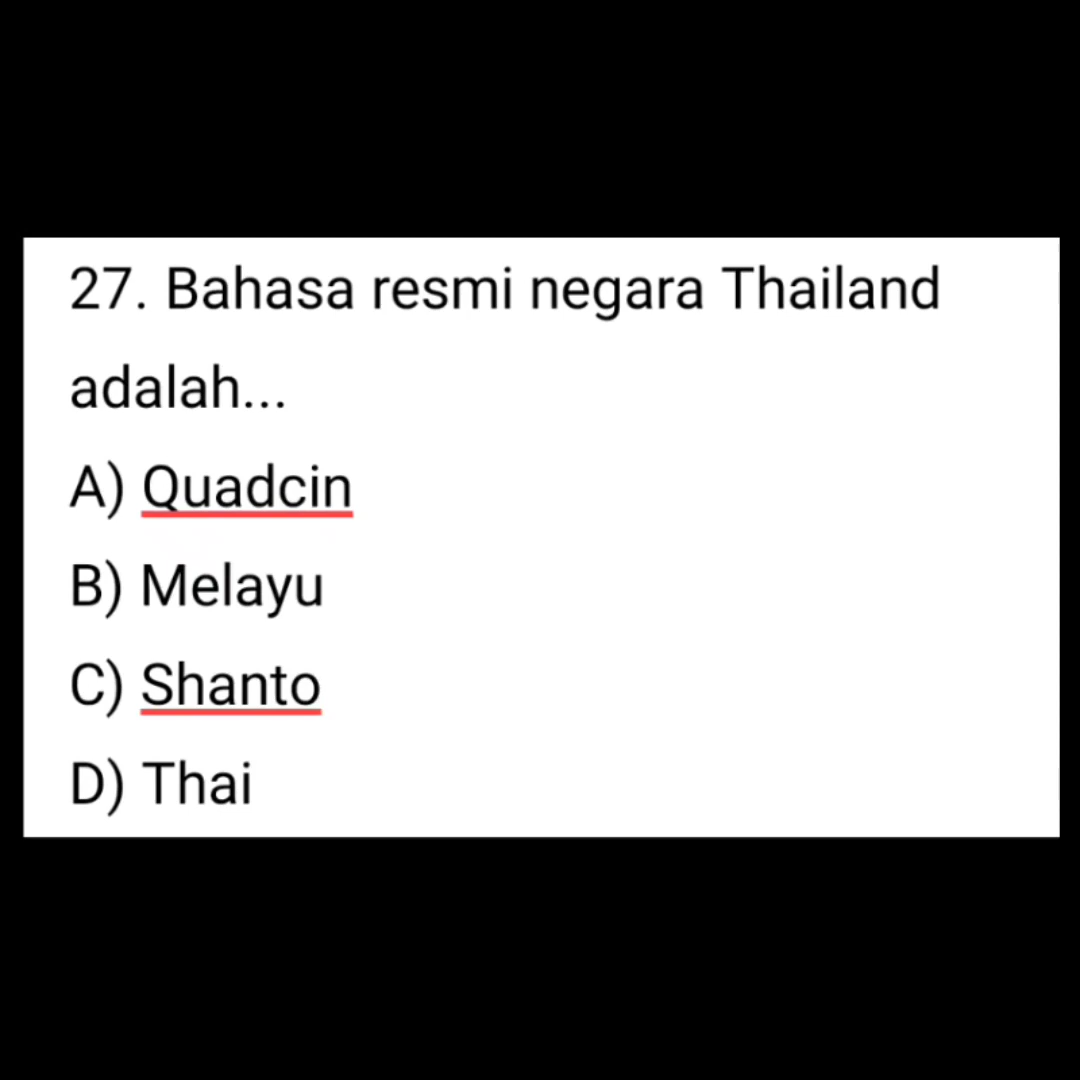 27. Bahasa resmi negara Thailand
adalah...
A) Quadcin
B) Melayu
C) Shanto
D) Thai